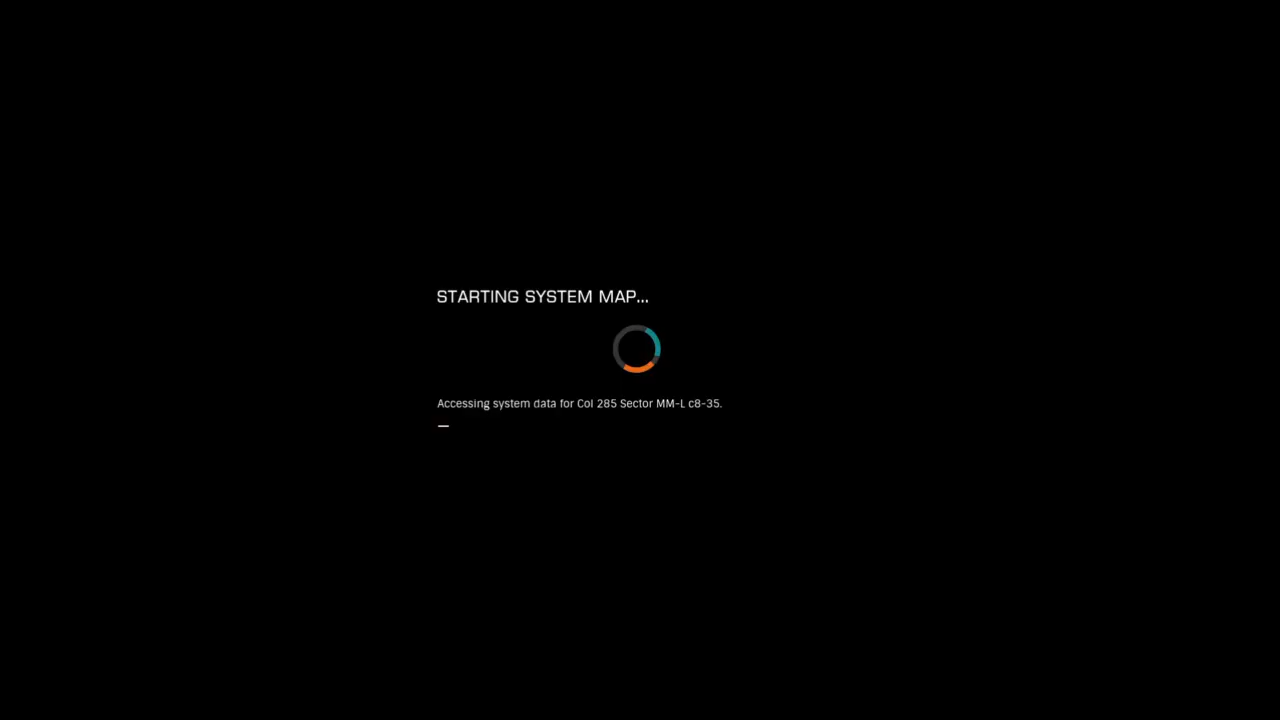 STARTING SYSTEM MAP...
Accessing system data for Col 285 Sector MM-L c8-35.